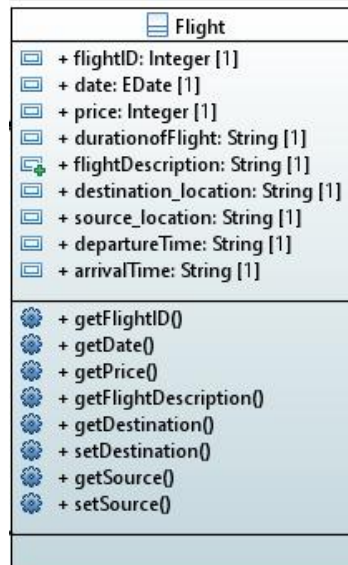 Flight
+ flightID: Integer [1]
+ date: EDate [1]
+ price: Integer [1]
+ durationofFlight: String [1]
+ flightDescription: String [1]
+ destination_location: String [1]
+ source_location: String [1]
+ departureTime: String [1]
+ arrivalTime: String [1]
+ getFlightID()
+ getDate()
+ getPrice()
+ getFlightDescription()
+ getDestination()
+ setDestination()
+ getSource()
+ setSource()